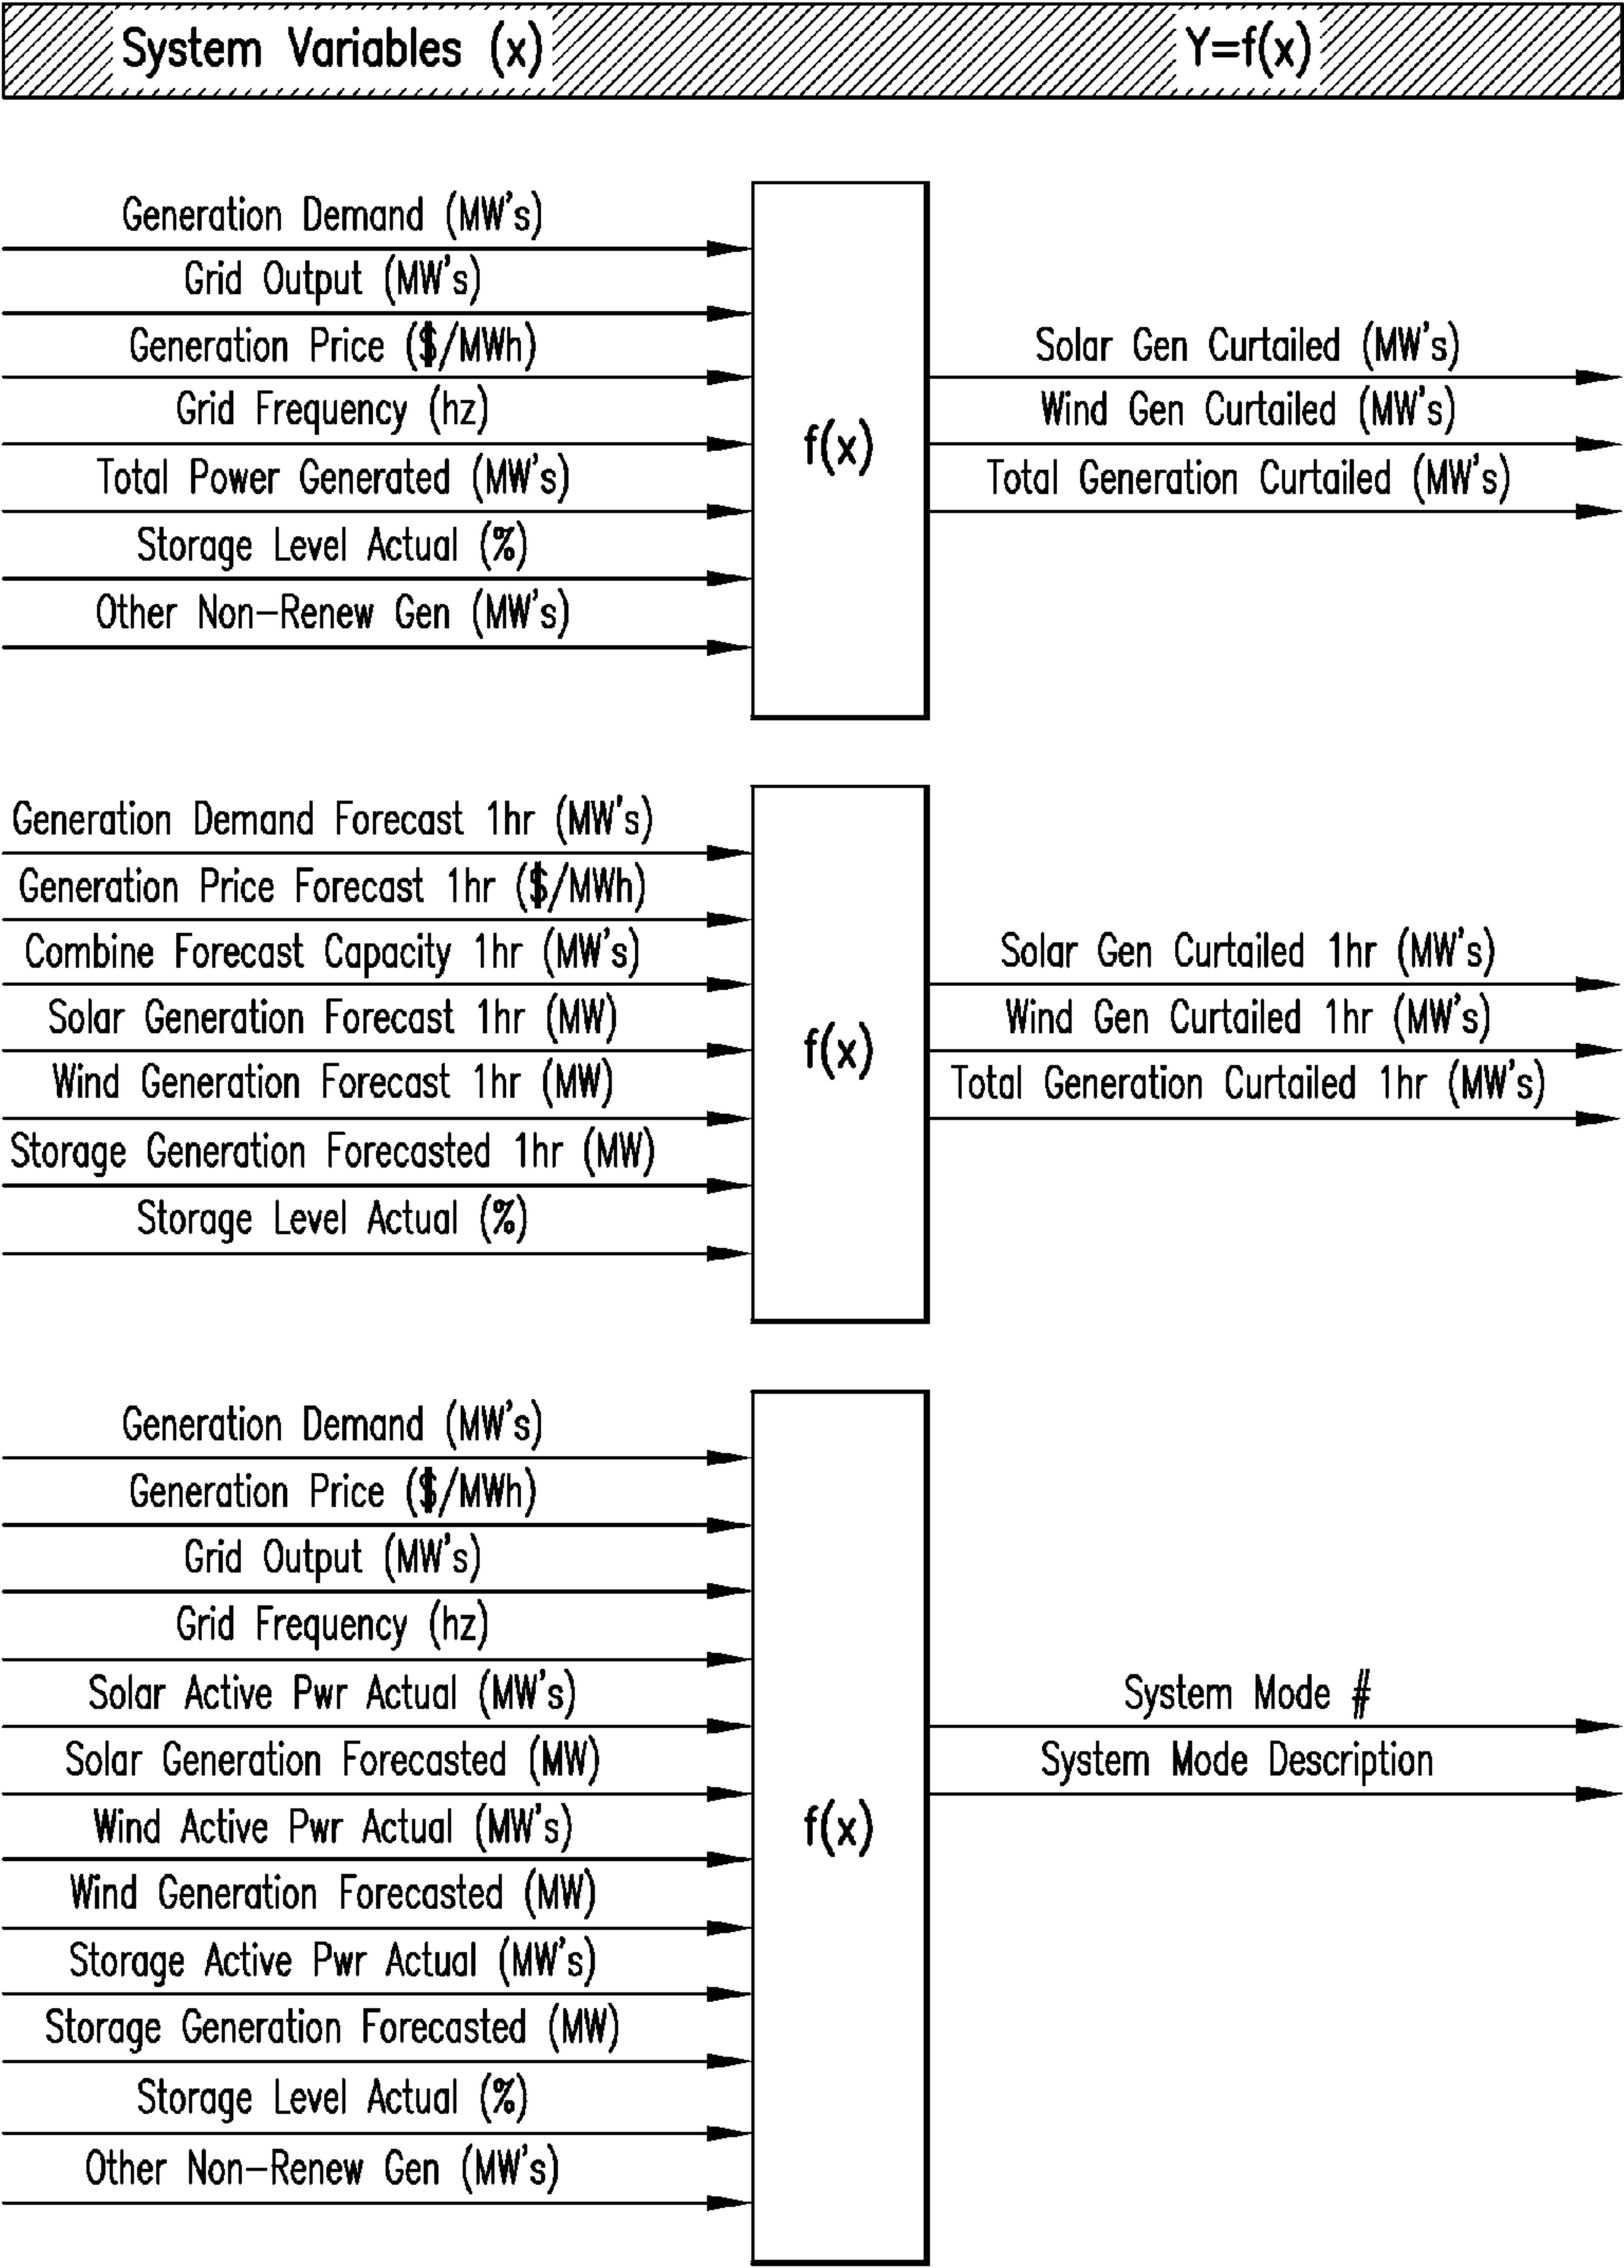 System Variables (x) Y=f(x)
Generation Demand (MW's)
Grid Output (MW's)
Generation Price ($/MWh)
Grid Frequency (hz)
Total Power Generated (MW's)
Storage Level Actual (%)
Other Non-Renew Gen (MW's)
f(x)
Solar Gen Curtailed (MW's)
Wind Gen Curtailed (MW's)
Total Generation Curtailed (MW's)
Generation Demand Forecast 1hr (MW's)
Generation Price Forecast 1hr ($/MWh)
Combine Forecast Capacity 1hr (MW's)
Solar Generation Forecast 1hr (MW)
Wind Generation Forecast 1hr (MW)
Storage Generation Forecasted 1hr (MW)
Storage Level Actual (%)
f(x)
Solar Gen Curtailed 1hr (MW's)
Wind Gen Curtailed 1hr (MW's)
Total Generation Curtailed 1hr (MW's)
Generation Demand (MW's)
Generation Price ($/MWh)
Grid Output (MW's)
Grid Frequency (hz)
Solar Active Pwr Actual (MW's)
Solar Generation Forecasted (MW)
Wind Active Pwr Actual (MW's)
Wind Generation Forecasted (MW)
Storage Active Pwr Actual (MW's)
Storage Generation Forecasted (MW)
Storage Level Actual (%)
Other Non-Renew Gen (MW's)
f(x)
System Mode #
System Mode Description